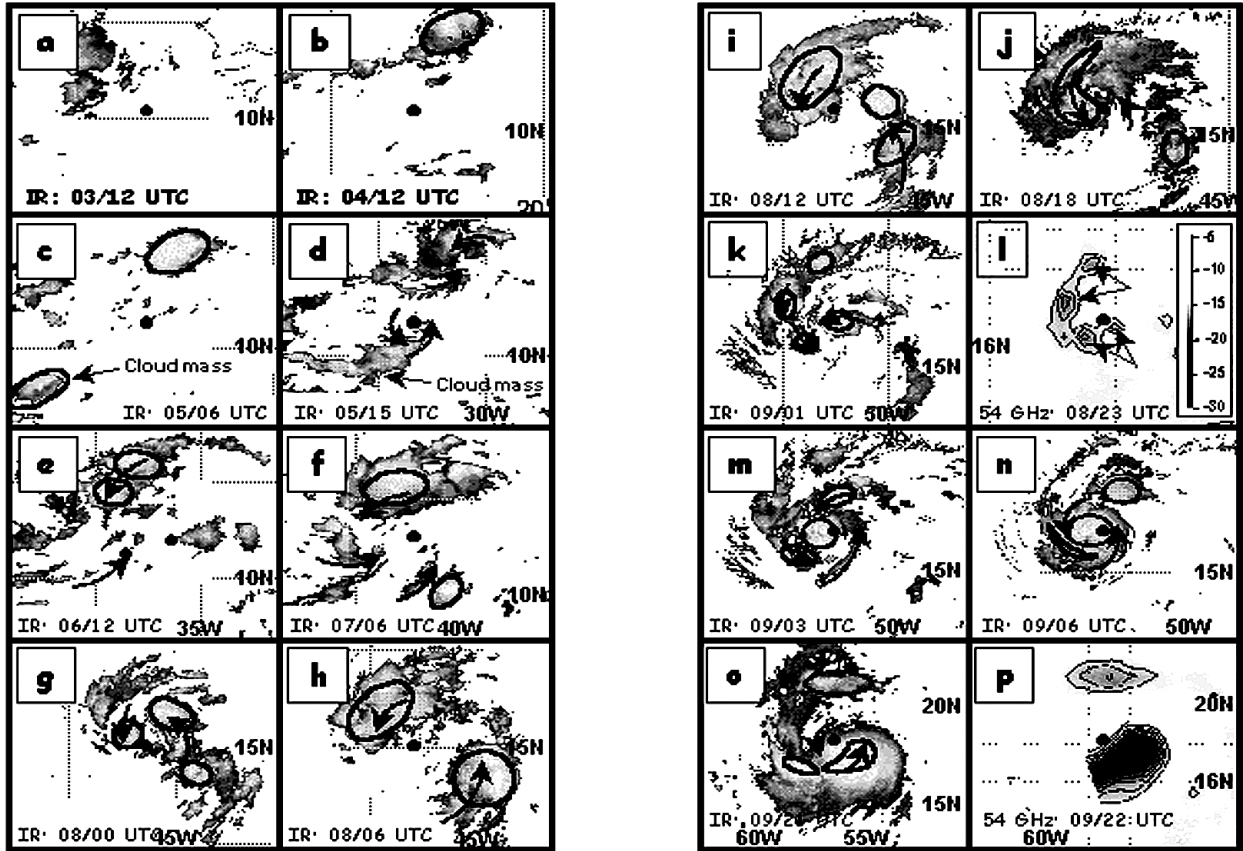 a
10N
IR: 03/12 UTC
b
10N
IR: 04/12 UTC
c
10N
Cloud mass
IR: 05/06 UTC
d
10N
Cloud mass
IR: 05/15 UTC 30W
e
10N
IR: 06/12 UTC 35W
f
10N
IR: 07/06 UTC 40W
g
15N
IR: 08/00 UTC 45W
h
15N
IR: 08/06 UTC 45W
i
15N
IR: 08/12 UTC 45W
j
15N
IR: 08/18 UTC 45W
k
15N
IR: 09/01 UTC 50W
l
-5
-10
-15
-20
-25
-30
16N
54 GHz: 08/23 UTC
m
15N
IR: 09/03 UTC 50W
n
15N
IR: 09/06 UTC 50W
o
20N
15N
60W 55W
p
20N
16N
54 GHz: 09/22 UTC
60W